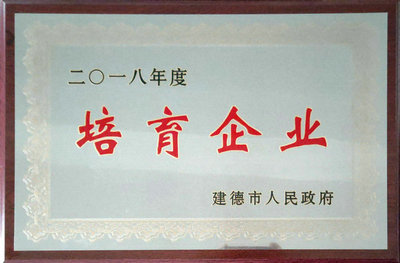 二〇一八年度
培育企业
建德市人民政府